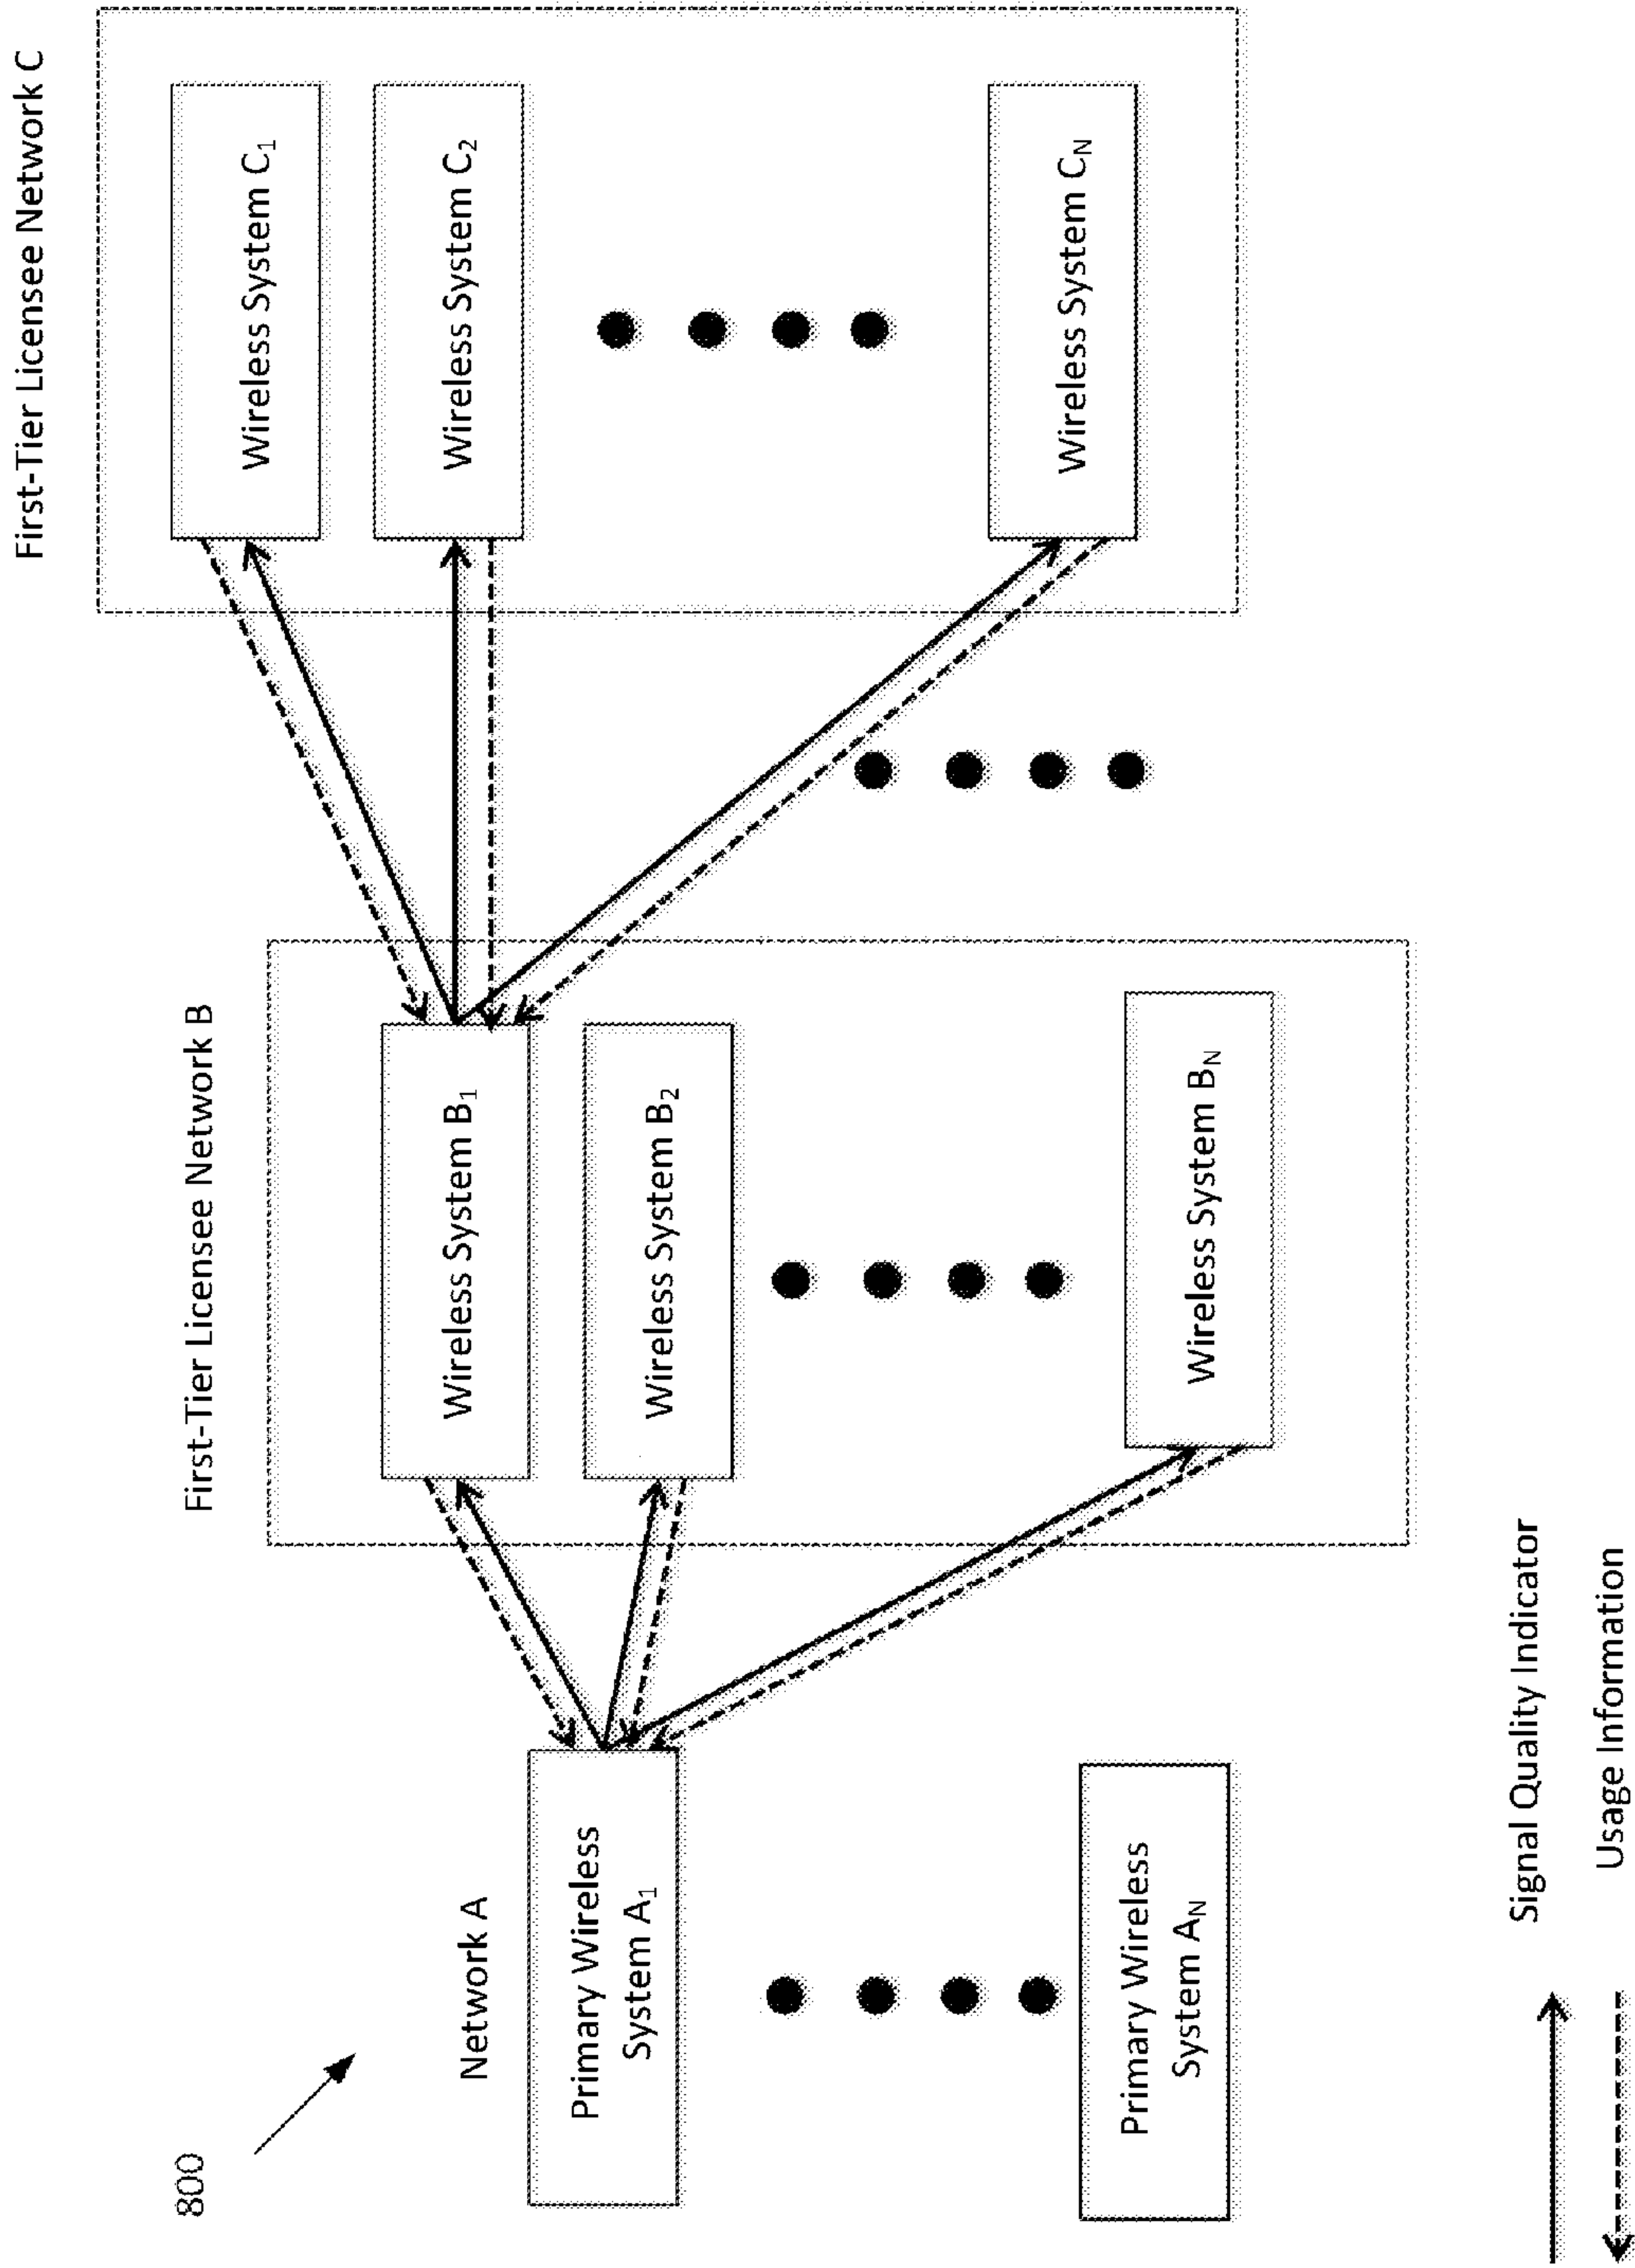 800
Network A
Primary Wireless
System A₁
Primary Wireless
System Aₙ
First-Tier Licensee Network B
Wireless System B₁
Wireless System B₂
Wireless System Bₙ
First-Tier Licensee Network C
Wireless System C₁
Wireless System C₂
Wireless System Cₙ
Signal Quality Indicator
Usage Information